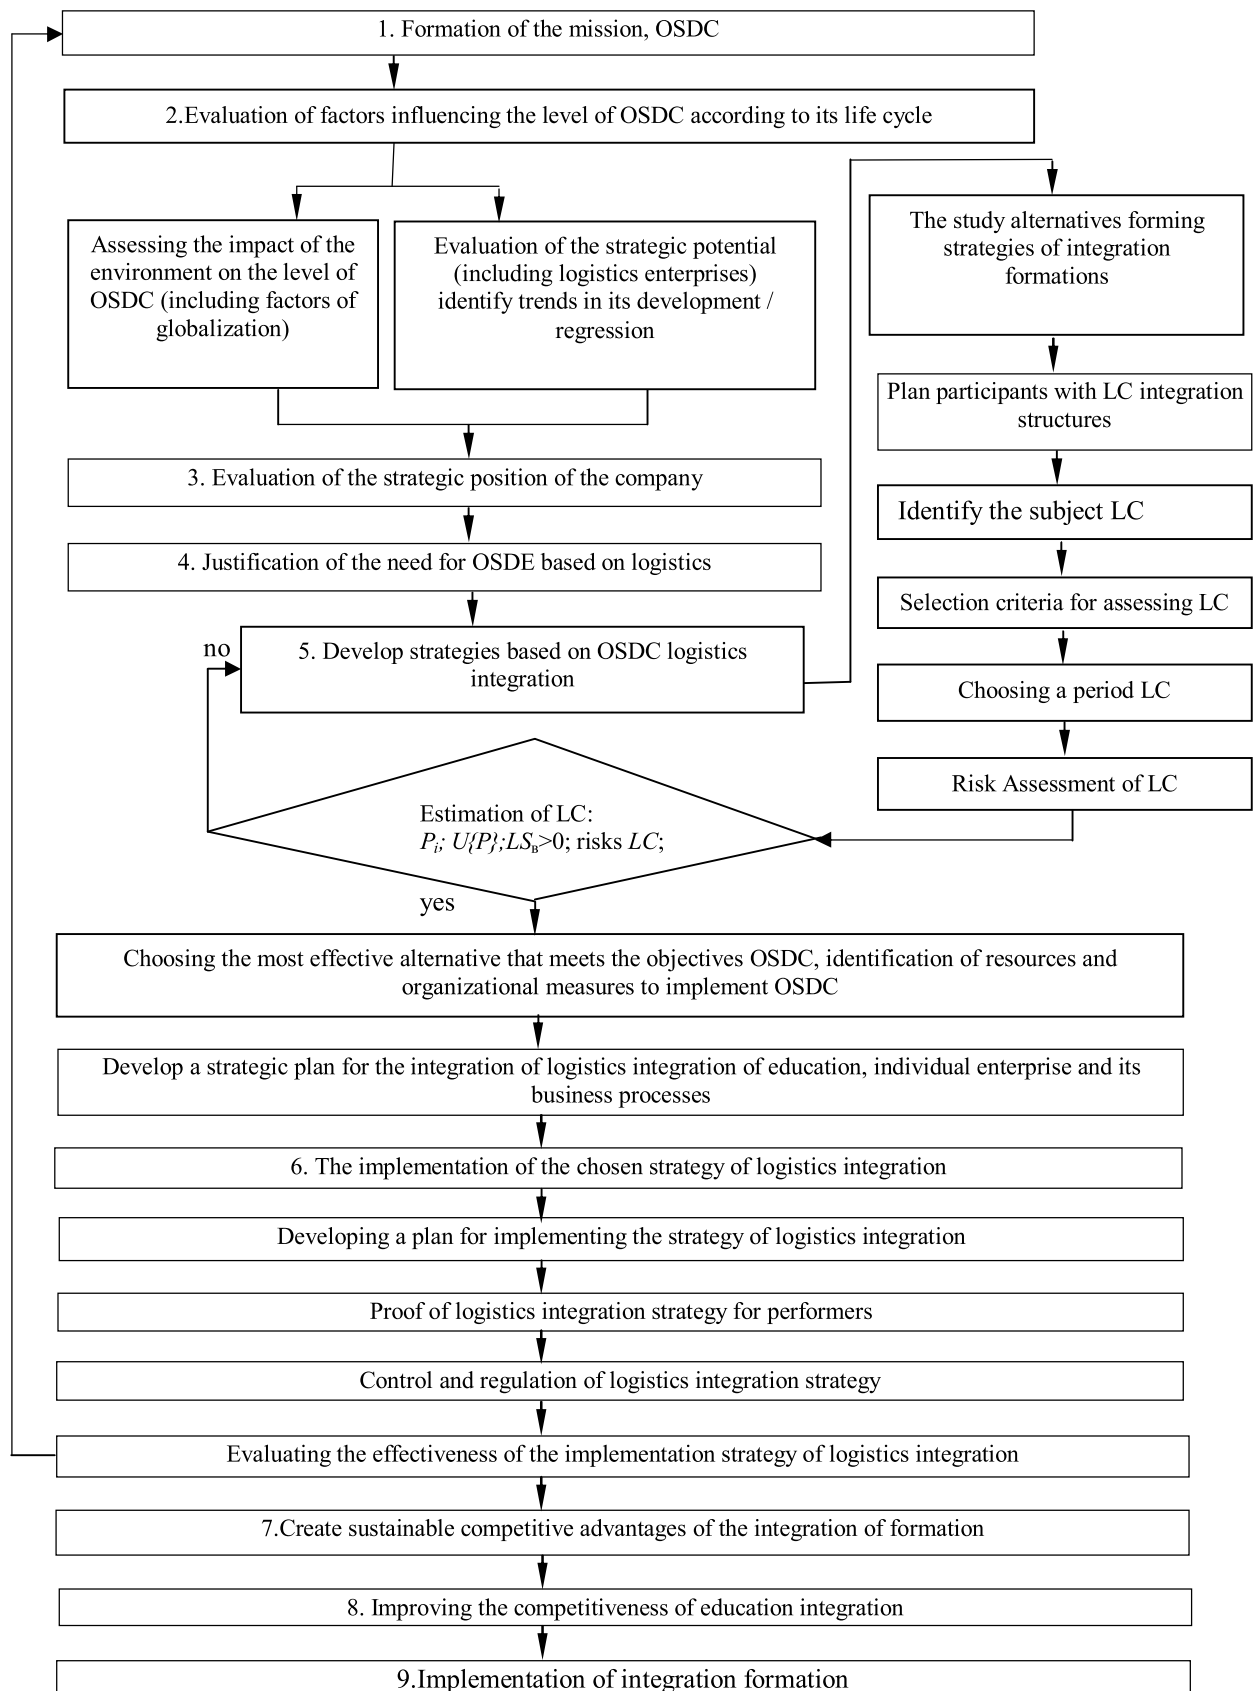 1. Formation of the mission, OSDC
2.Evaluation of factors influencing the level of OSDC according to its life cycle
Assessing the impact of the
environment on the level of
OSDC (including factors of
globalization)
Evaluation of the strategic potential
(including logistics enterprises)
identify trends in its development /
regression
3. Evaluation of the strategic position of the company
4. Justification of the need for OSDE based on logistics
no
5. Develop strategies based on OSDC logistics
integration
The study alternatives forming
strategies of integration
formations
Plan participants with LC integration
structures
Identify the subject LC
Selection criteria for assessing LC
Choosing a period LC
Risk Assessment of LC
Estimation of LC:
Pi; U{P};LSв>0; risks LC;
yes
Choosing the most effective alternative that meets the objectives OSDC, identification of resources and
organizational measures to implement OSDC
Develop a strategic plan for the integration of logistics integration of education, individual enterprise and its
business processes
6. The implementation of the chosen strategy of logistics integration
Developing a plan for implementing the strategy of logistics integration
Proof of logistics integration strategy for performers
Control and regulation of logistics integration strategy
Evaluating the effectiveness of the implementation strategy of logistics integration
7.Create sustainable competitive advantages of the integration of formation
8. Improving the competitiveness of education integration
9.Implementation of integration formation